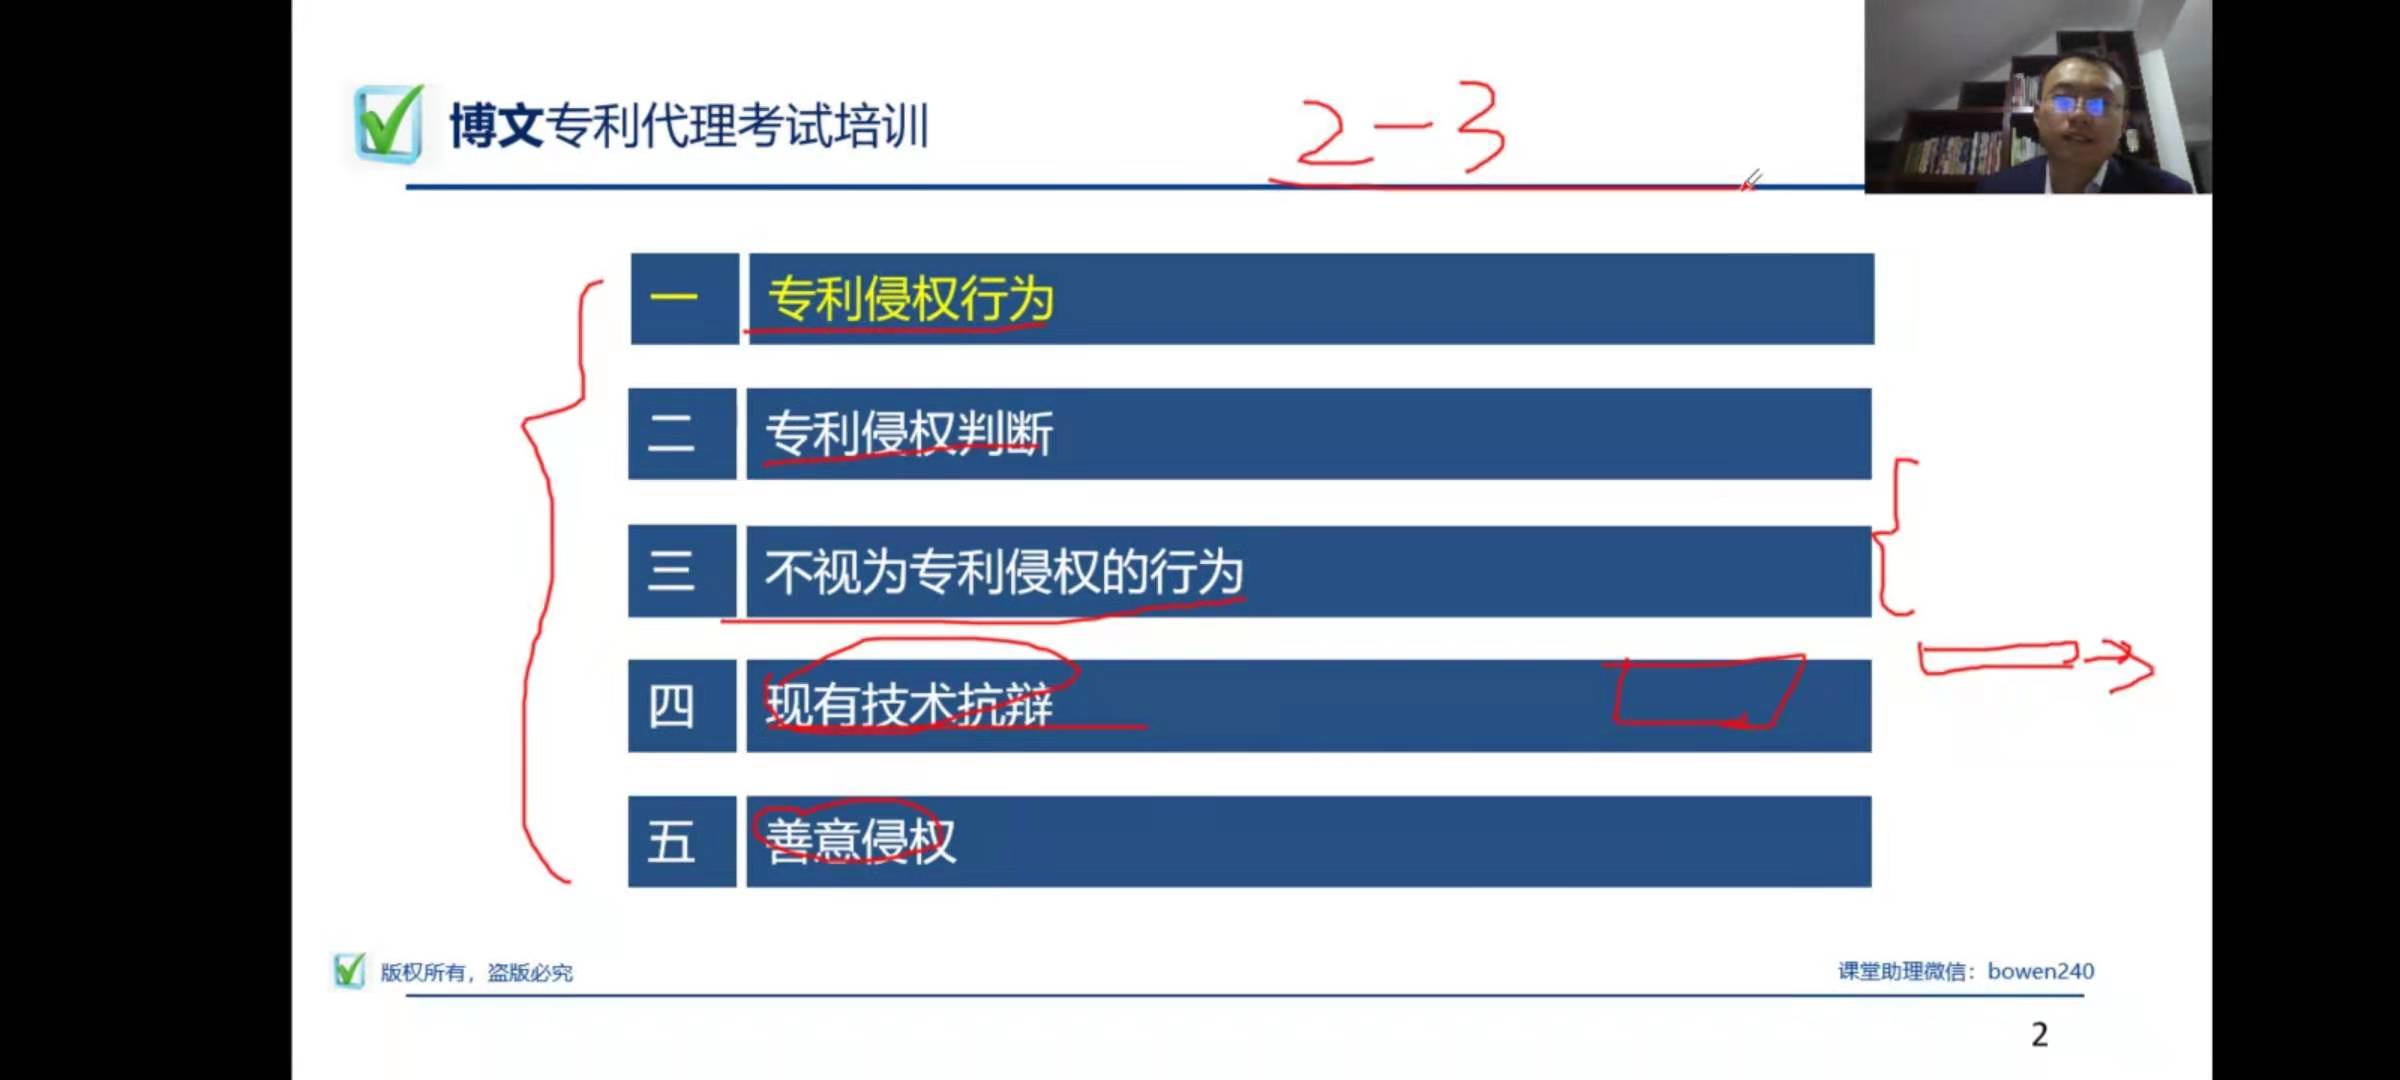 博文专利代理考试培训
2-3
一 专利侵权行为
二 专利侵权判断
三 不视为专利侵权的行为
四 现有技术抗辩
五 善意侵权
版权所有，盗版必究
课堂助理微信：bowen240
2